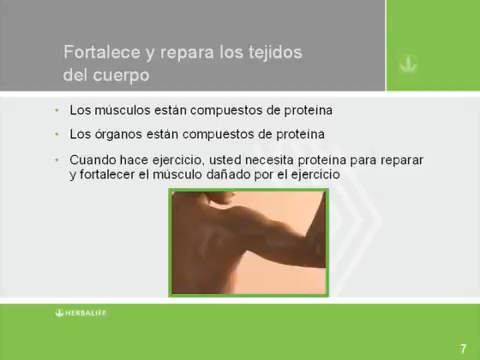 Fortalece y repara los tejidos
del cuerpo
• Los músculos están compuestos de proteína
• Los órganos están compuestos de proteína
• Cuando hace ejercicio, usted necesita proteína para reparar
y fortalecer el músculo dañado por el ejercicio
HERBALIFE
7